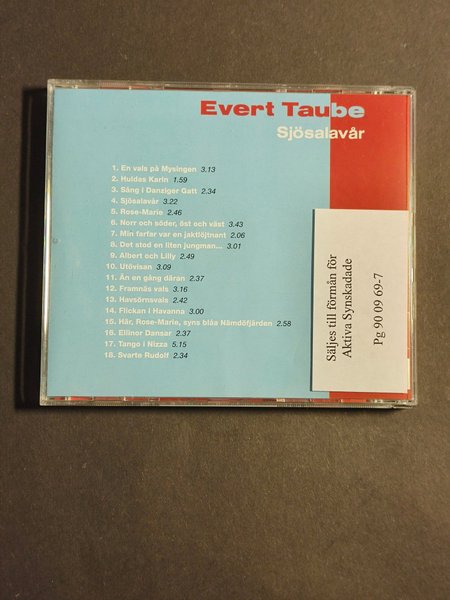 Evert Taube
Sjösalavår
1. En vals på Mysingen 3.13
2. Huldas Karin 1.59
3. Sång i Danziger Gatt 2.34
4. Sjösalavår 3.22
5. Rose-Marie 2.46
6. Norr och söder, öst och väst 3.43
7. Min farfar var en jaktlöjtnant 2.06
8. Det stod en liten jungman... 3.01
9. Albert och Lilly 2.49
10. Utövisan 3.09
11. Än en gång däran 2.37
12. Framnäs vals 3.16
13. Havsörnsvals 2.42
14. Flickan i Havanna 3.00
15. Här, Rose-Marie, syns blåa Nämdöfjärden 2.58
16. Ellinor Dansar 2.37
17. Tango i Nizza 5.15
18. Svarte Rudolf 2.34
Säljes till förmån för
Aktiva Synskadade
Pg 90 09 69-7